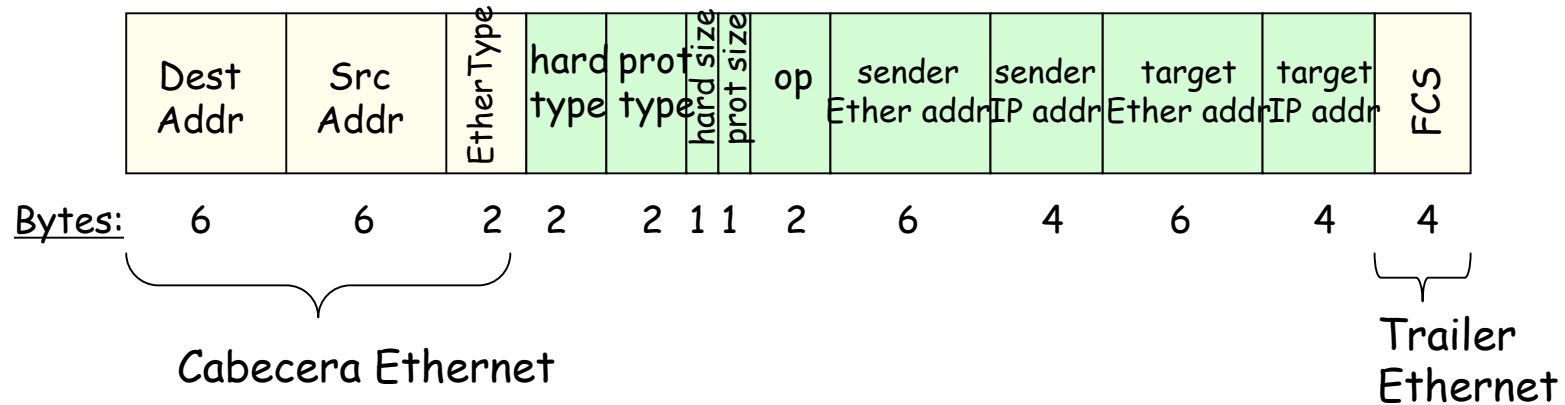 Dest
Addr
Src
Addr
EtherType
hard
type
prot
type
hard size
prot size
op
sender
Ether addr
sender
IP addr
target
Ether addr
target
IP addr
FCS
Bytes: 6 6 2 2 2 1 1 2 6 4 6 4 4
Cabecera Ethernet
Trailer
Ethernet